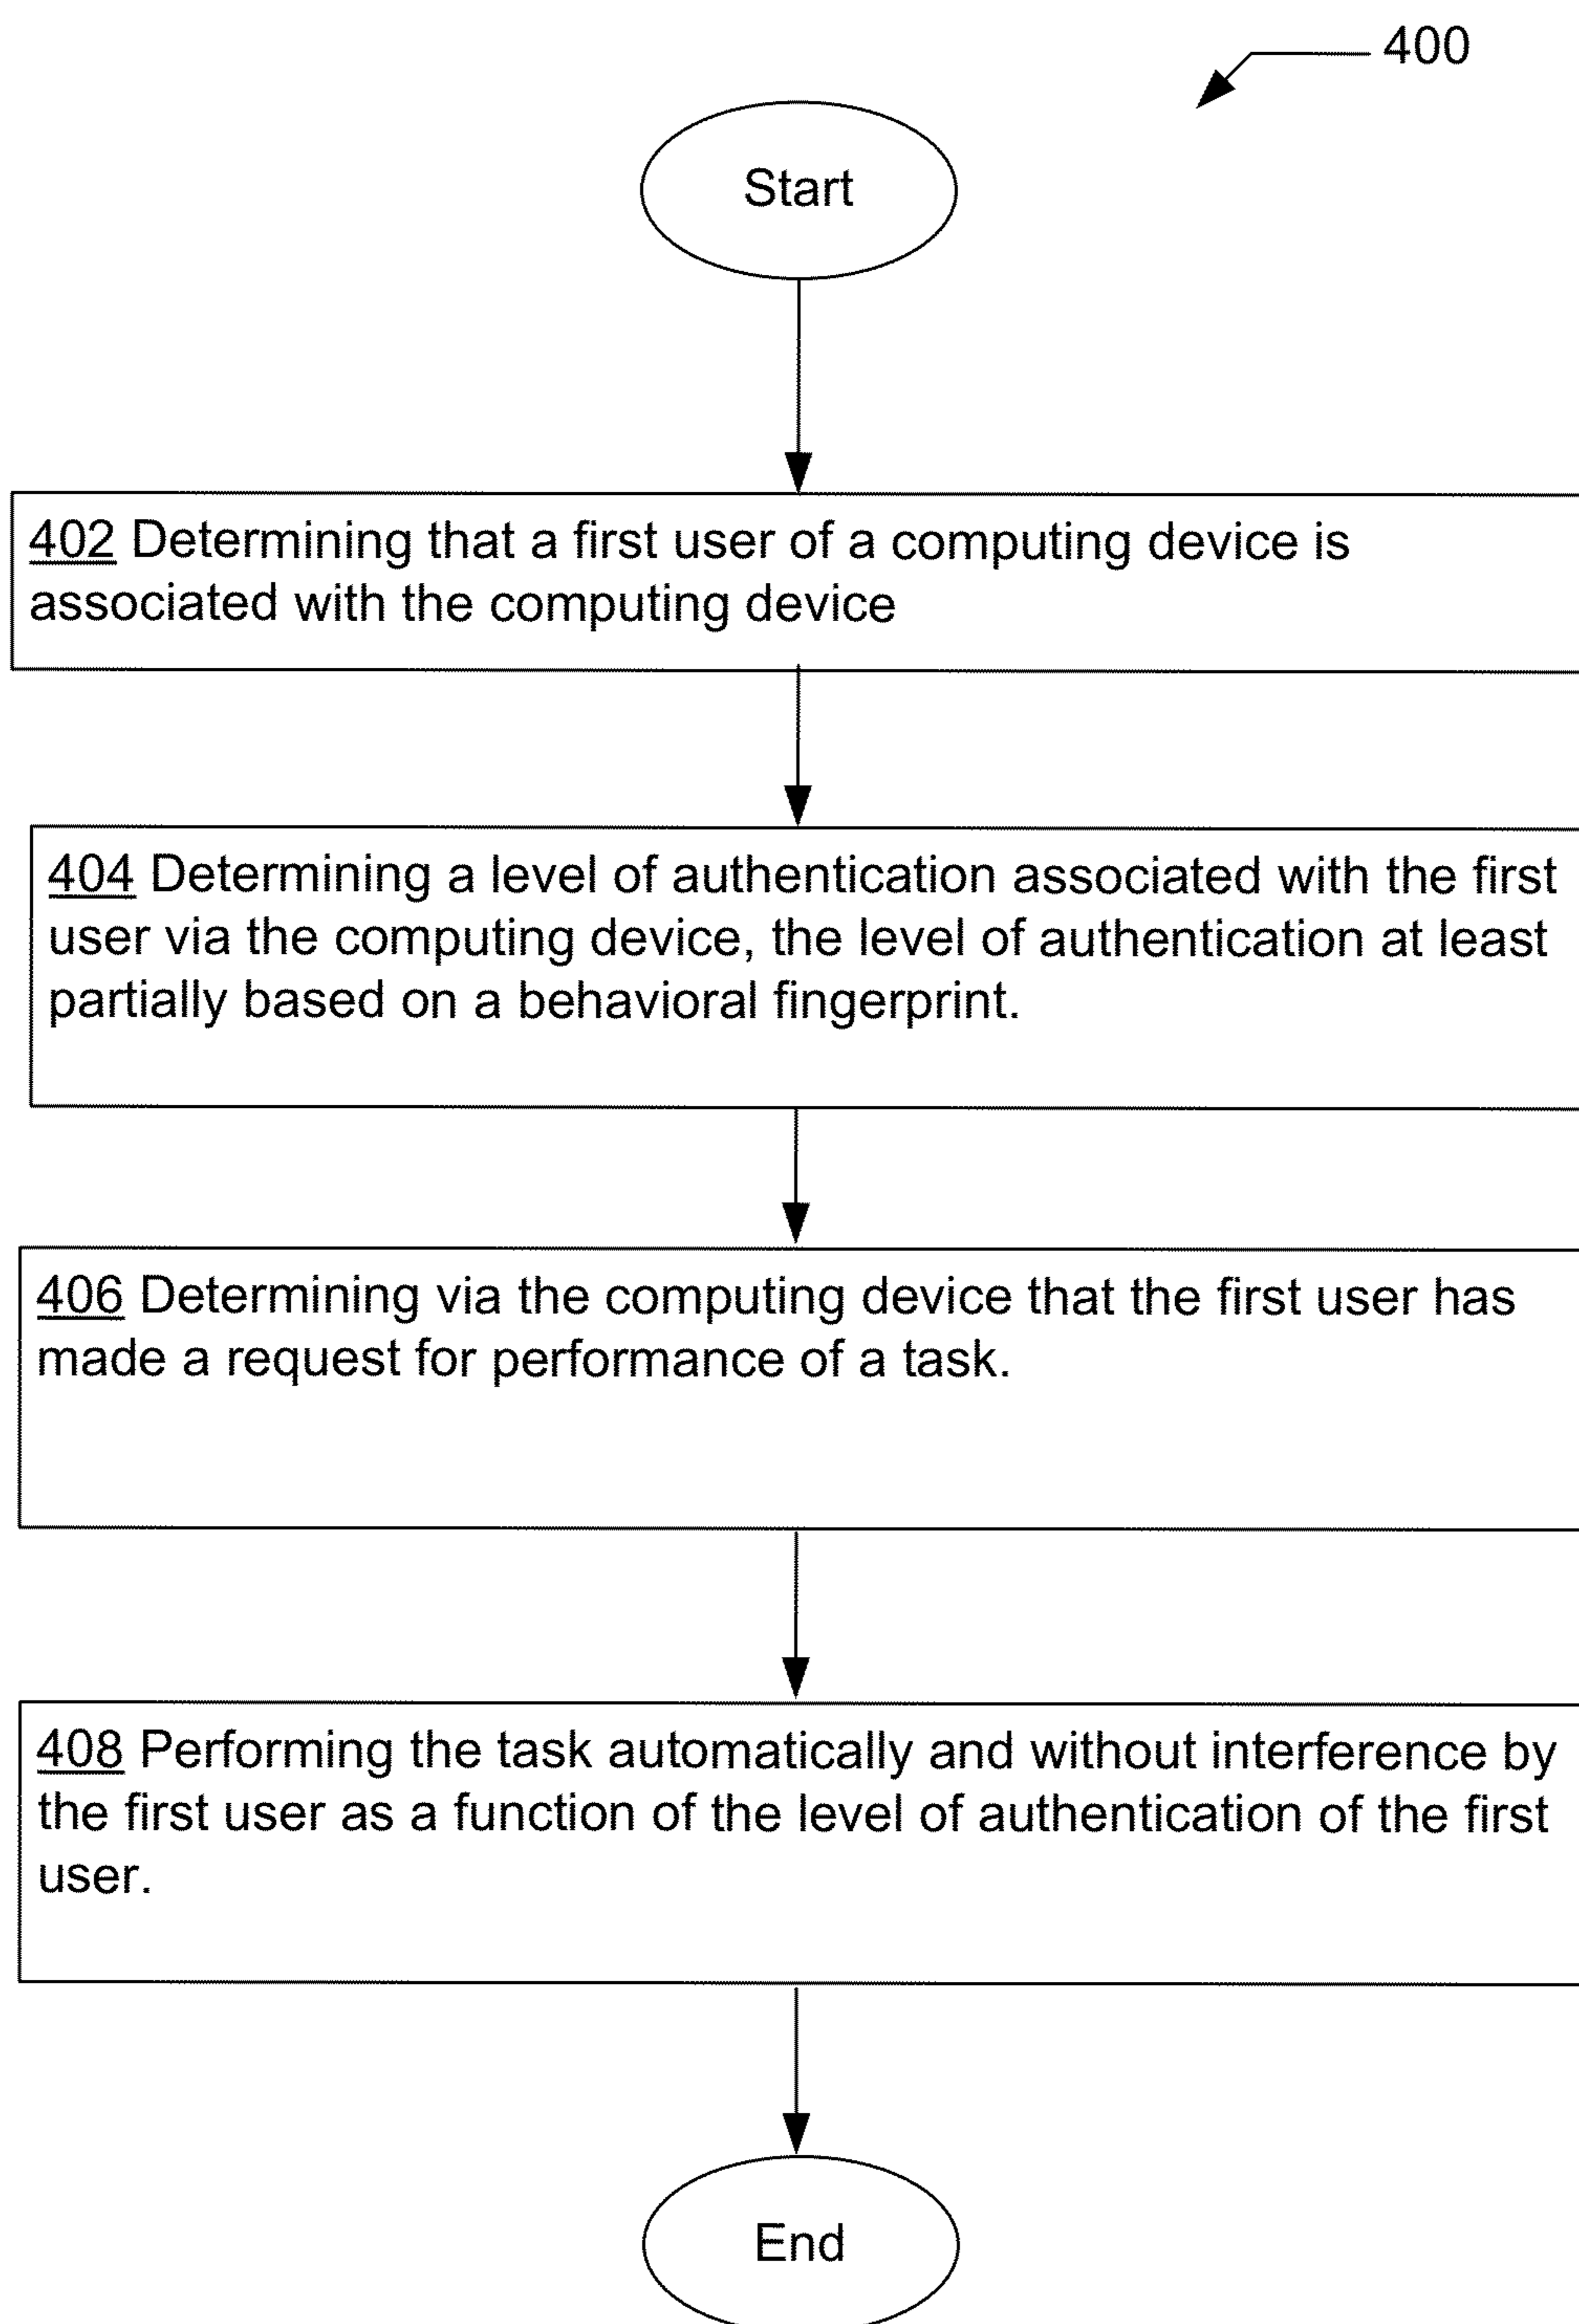 400
Start
402 Determining that a first user of a computing device is
associated with the computing device
404 Determining a level of authentication associated with the first
user via the computing device, the level of authentication at least
partially based on a behavioral fingerprint.
406 Determining via the computing device that the first user has
made a request for performance of a task.
408 Performing the task automatically and without interference by
the first user as a function of the level of authentication of the first
user.
End